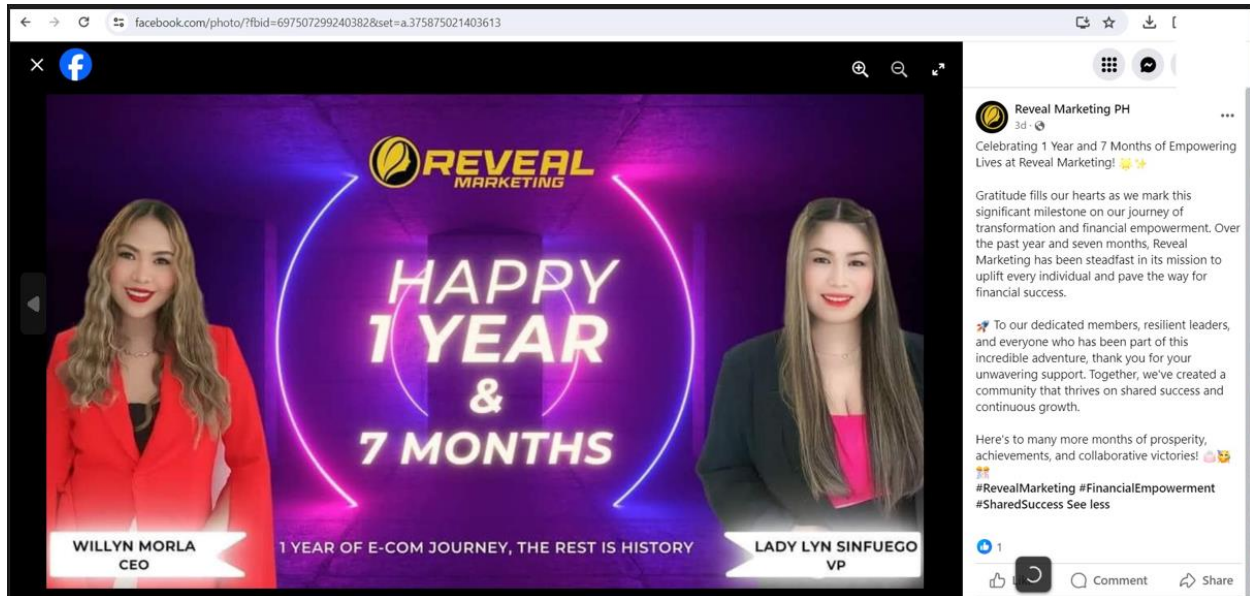 facebook.com/photo/?fbid=697507299240382&set=a.375875021403613
REVEAL
MARKETING
HAPPY
1 YEAR
&
7 MONTHS
WILLYN MORLA
CEO
1 YEAR OF E-COM JOURNEY, THE REST IS HISTORY
LADY LYN SINFUEGO
VP
Reveal Marketing PH
3d ·
Celebrating 1 Year and 7 Months of Empowering
Lives at Reveal Marketing! 🌟✨
Gratitude fills our hearts as we mark this
significant milestone on our journey of
transformation and financial empowerment. Over
the past year and seven months, Reveal
Marketing has been steadfast in its mission to
uplift every individual and pave the way for
financial success.
🚀 To our dedicated members, resilient leaders,
and everyone who has been part of this
incredible adventure, thank you for your
unwavering support. Together, we've created a
community that thrives on shared success and
continuous growth.
Here's to many more months of prosperity,
achievements, and collaborative victories!
#RevealMarketing #FinancialEmpowerment
#SharedSuccess See less
1
Comment
Share